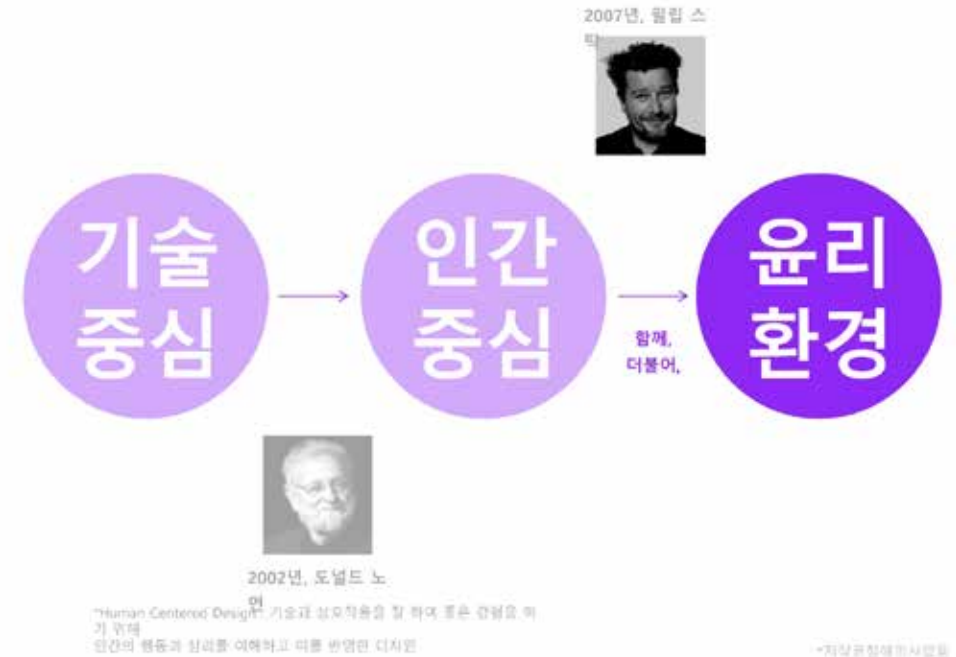 2007년, 필립 스
탁
기술
중심
인간
중심
함께,
더불어,
윤리
환경
2002년, 도널드 노
먼
"Human Centered Design" 기술과 상호작용을 잘 하여 좋은 경험을 하
기 위해
인간의 행동과 심리를 이해하고 이를 반영한 디자인